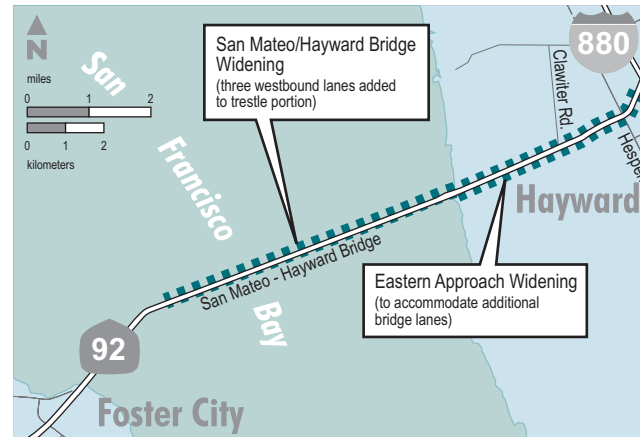 N
miles
0 1 2
0 1 2
kilometers
San
Francisco
Bay
San Mateo/Hayward Bridge
Widening
(three westbound lanes added
to trestle portion)
880
Clawiter Rd.
Hesper
Hayward
San Mateo - Hayward Bridge
Eastern Approach Widening
(to accommodate additional
bridge lanes)
92
Foster City